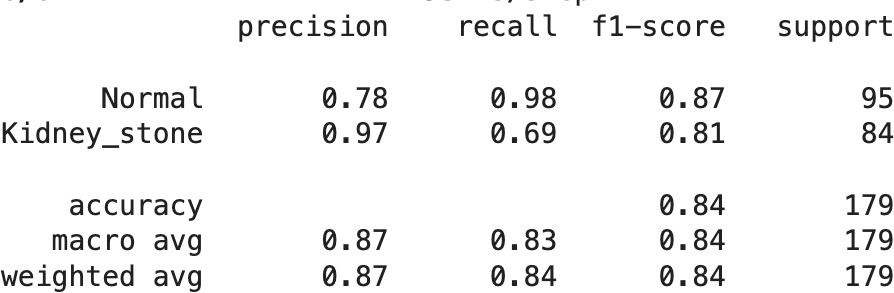 precision recall f1-score support
Normal 0.78 0.98 0.87 95
Kidney_stone 0.97 0.69 0.81 84
accuracy 0.84 179
macro avg 0.87 0.83 0.84 179
weighted avg 0.87 0.84 0.84 179